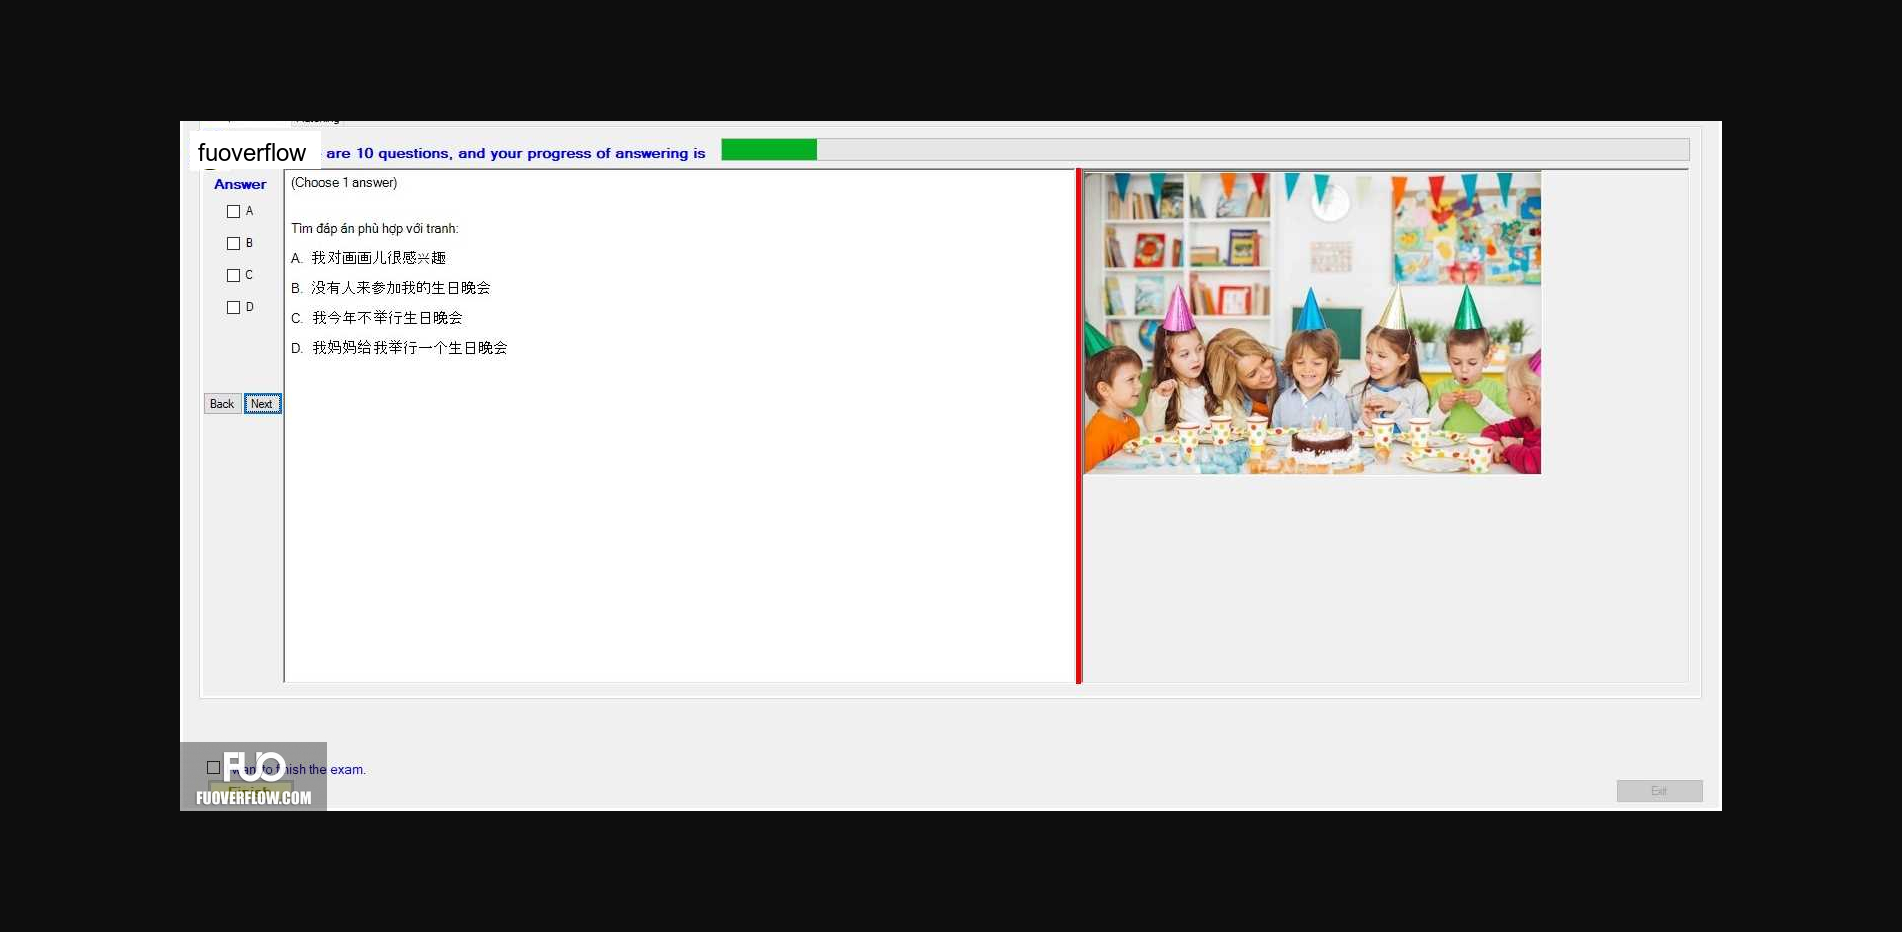 fuoverflow are 10 questions, and your progress of answering is
Answer
(Choose 1 answer)
A
B
C
D
Tìm đáp án phù hợp với tranh:
A. 我对画画儿很感兴趣
B. 没有人来参加我的生日晚会
C. 我今年不举行生日晚会
D. 我妈妈给我举行一个生日晚会
Back Next
FUO
finish the exam.
FUOVERFLOW.COM
Exit